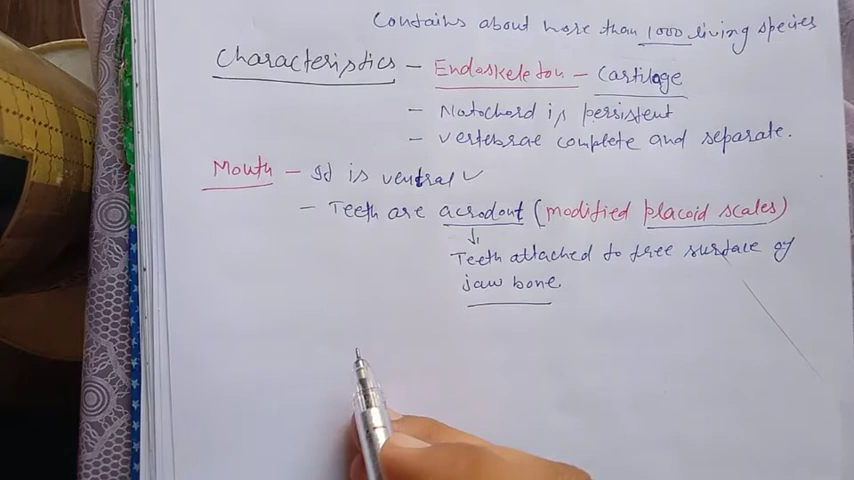 Contains about more than 1000 living species
Characteristics - Endoskeleton - Cartilage
- Notochord is persistent
- Vertebrae complete and separate.
Mouth - It is ventral ✓
- Teeth are acrodont (modified placoid scales)
↓
Teeth attached to free surface of
jaw bone.